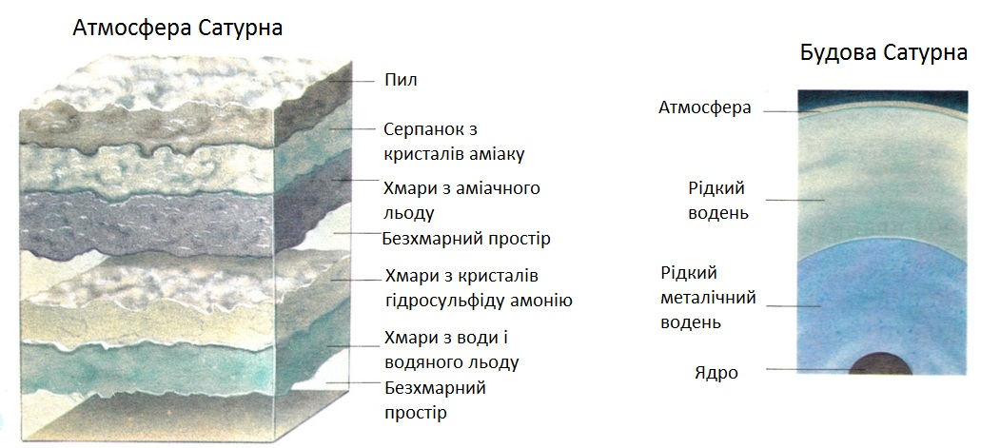 Атмосфера Сатурна
Пил
Серпанок з
кристалів аміаку
Хмари з аміачного
льоду
Безхмарний простір
Хмари з кристалів
гідросульфіду амонію
Хмари з води і
водяного льоду
Безхмарний
простір
Будова Сатурна
Атмосфера
Рідкий
водень
Рідкий
металічний
водень
Ядро